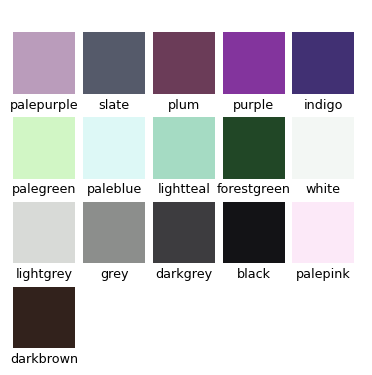 palepurple slate plum purple indigo
palegreen paleblue lightteal forestgreen white
lightgrey grey darkgrey black palepink
darkbrown